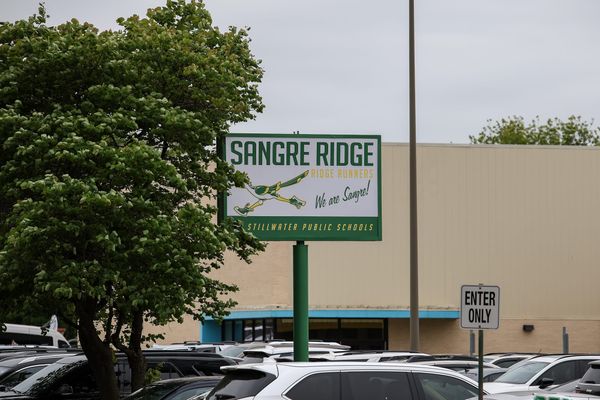 SANGRE RIDGE
RIDGE RUNNERS
We are Sangre!
STILLWATER PUBLIC SCHOOLS
ENTER
ONLY